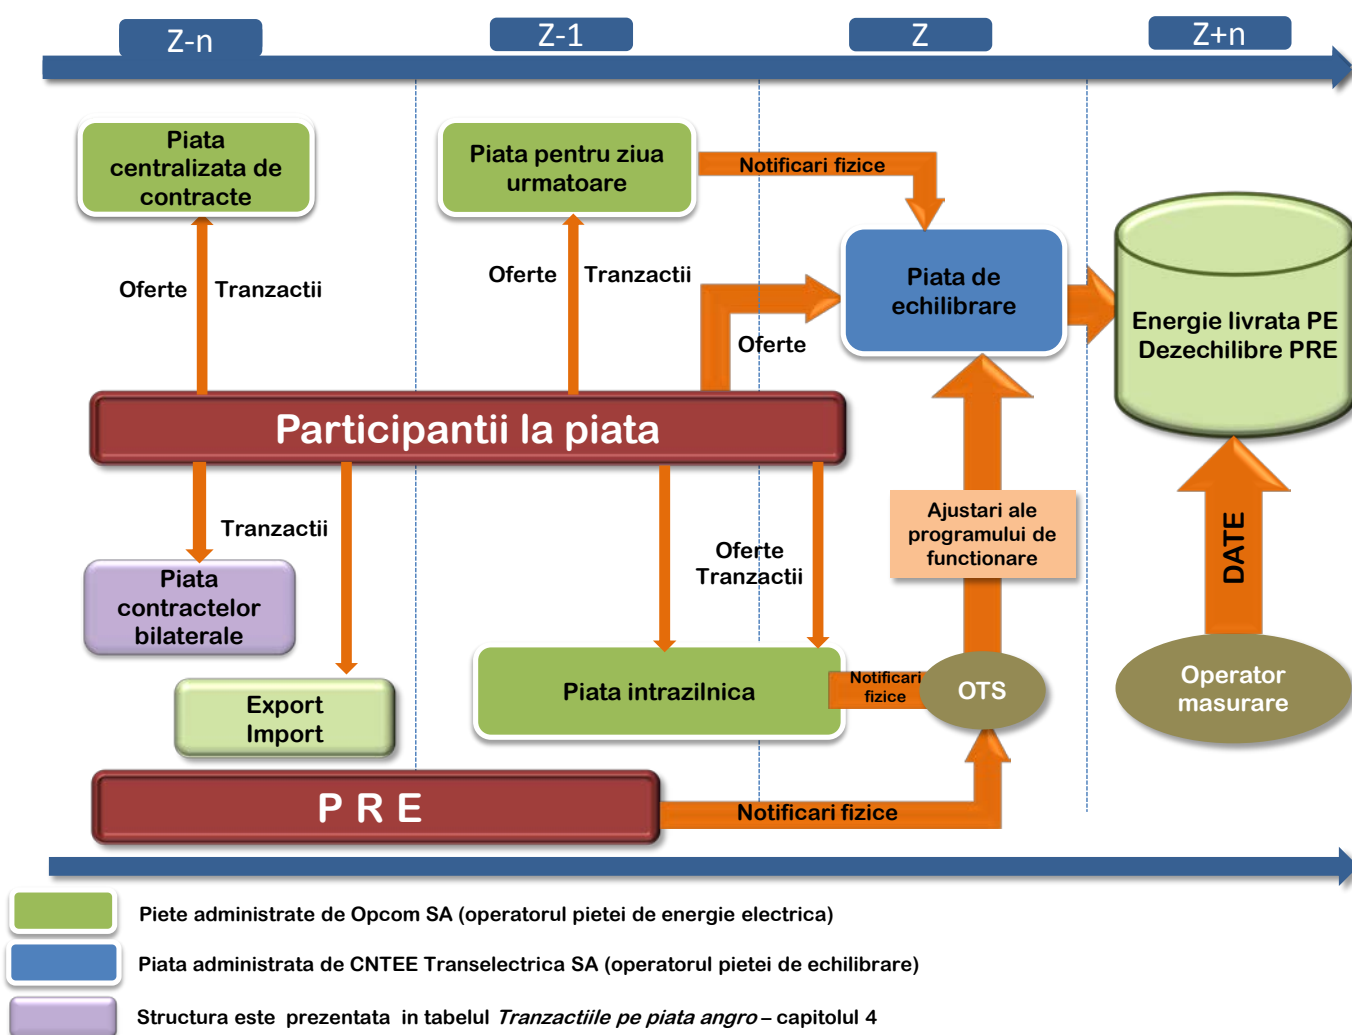 Z-n
Z-1
Z
Z+n
Piata
centralizata de
contracte
Piata pentru ziua
urmatoare
Notificari fizice
Oferte
Tranzactii
Oferte
Tranzactii
Piata de
echilibrare
Oferte
Energie livrata PE
Dezechilibre PRE
Participantii la piata
Tranzactii
Piata
contractelor
bilaterale
Export
Import
Oferte
Tranzactii
Ajustari ale
programului de
functionare
DATE
Piata intrazilnica
Notificari
fizice
OTS
Operator
masurare
P R E
Notificari fizice
Piete administrate de Opcom SA (operatorul pietei de energie electrica)
Piata administrata de CNTEE Transelectrica SA (operatorul pietei de echilibrare)
Structura este prezentata in tabelul Tranzactiile pe piata angro – capitolul 4